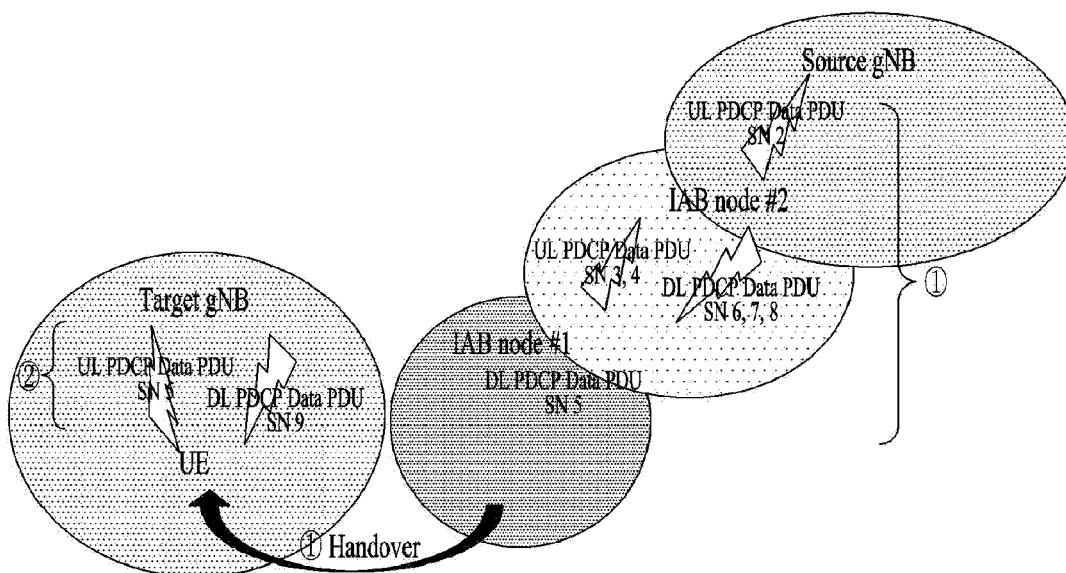 Source gNB
UL PDCP Data PDU
SN 2
IAB node #2
UL PDCP Data PDU
SN 3, 4
DL PDCP Data PDU
SN 6, 7, 8
①
Target gNB
IAB node #1
②
UL PDCP Data PDU
SN 5
DL PDCP Data PDU
SN 9
DL PDCP Data PDU
SN 5
UE
① Handover